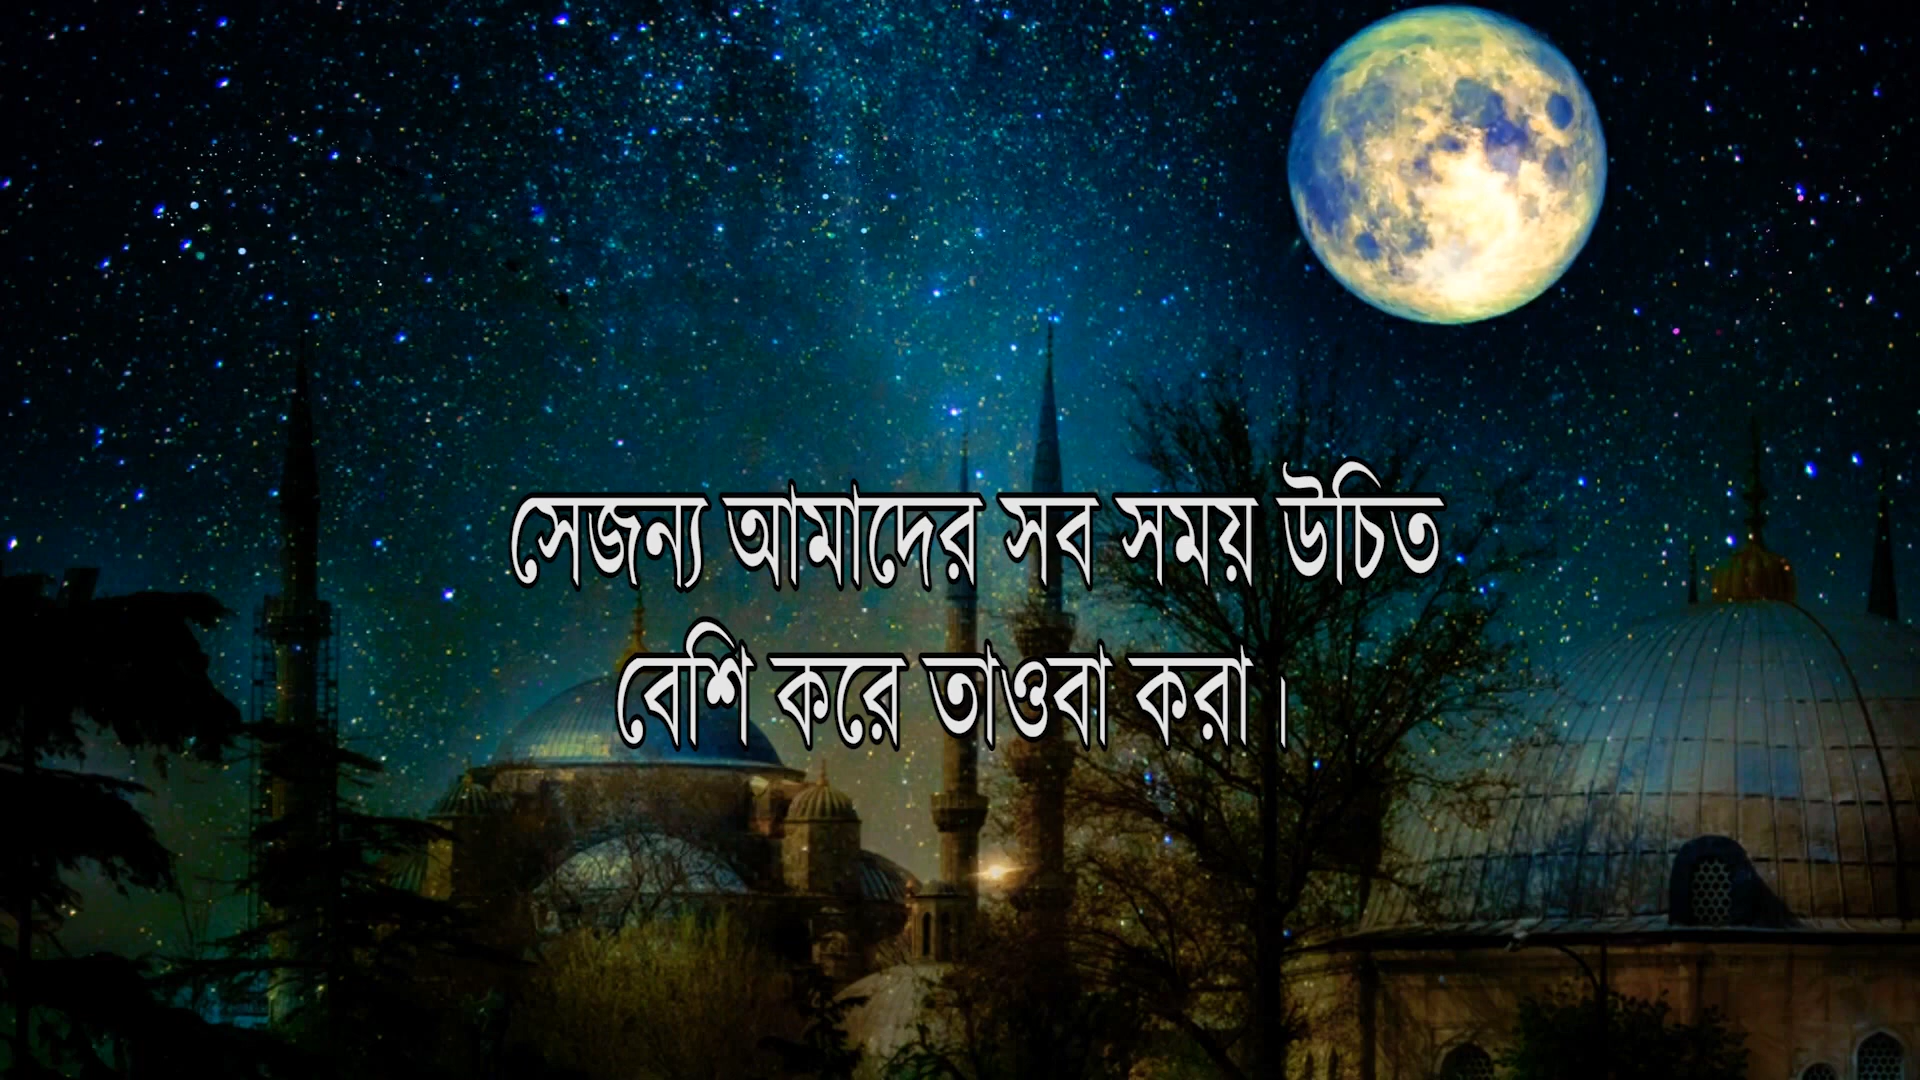 সেজন্য আমাদের সব সময় উচিত
বেশি করে তাওবা করা।